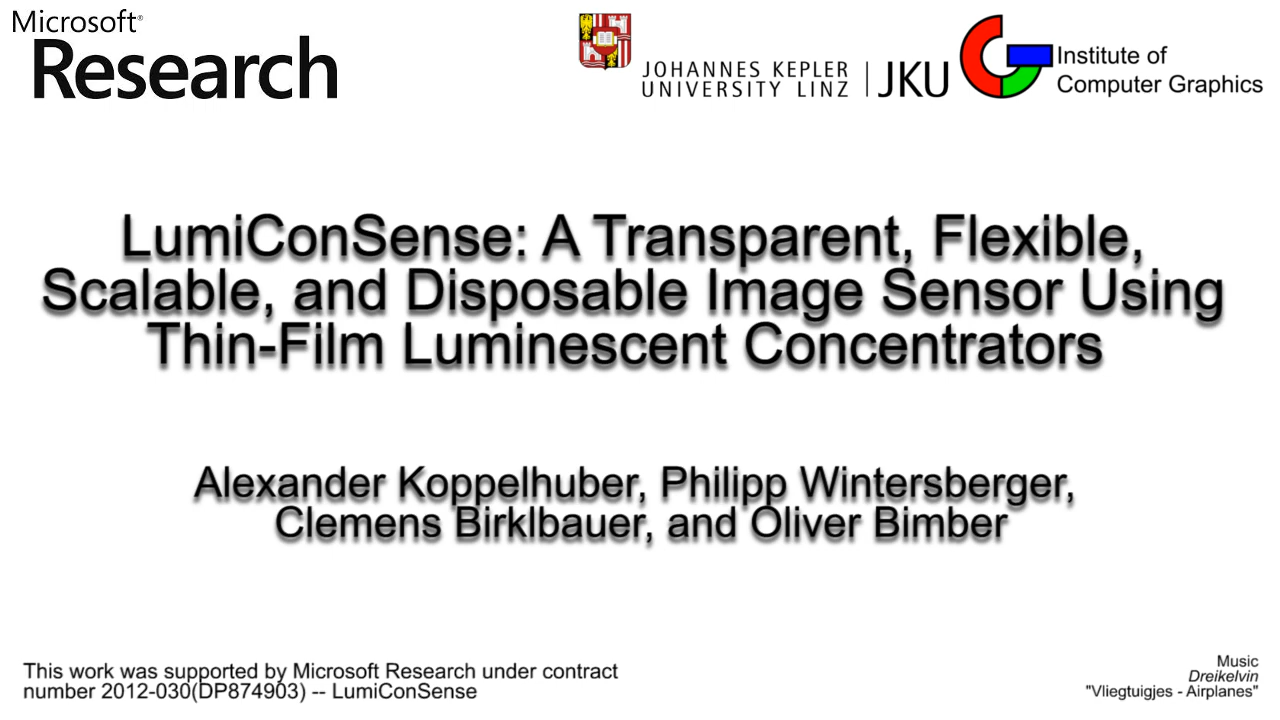 Microsoft®
Research
JOHANNES KEPLER
UNIVERSITY LINZ | JKU
Institute of
Computer Graphics
LumiConSense: A Transparent, Flexible,
Scalable, and Disposable Image Sensor Using
Thin-Film Luminescent Concentrators
Alexander Koppelhuber, Philipp Wintersberger,
Clemens Birklbauer, and Oliver Bimber
This work was supported by Microsoft Research under contract
number 2012-030(DP874903) -- LumiConSense
Music
Dreikelvin
"Vliegtuigjes - Airplanes"